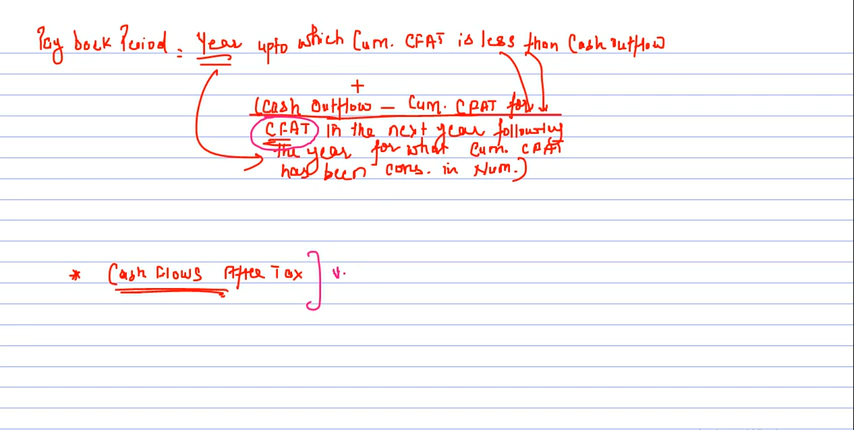 Pay back Period = Year upto which Cum. CFAT is less than Cash outflow
+
(Cash Outflow - Cum. CFAT for
CFAT in the next year following
the year for what Cum. CFAT
has been cons. in Num.)
* Cash Flows After Tax ] v.